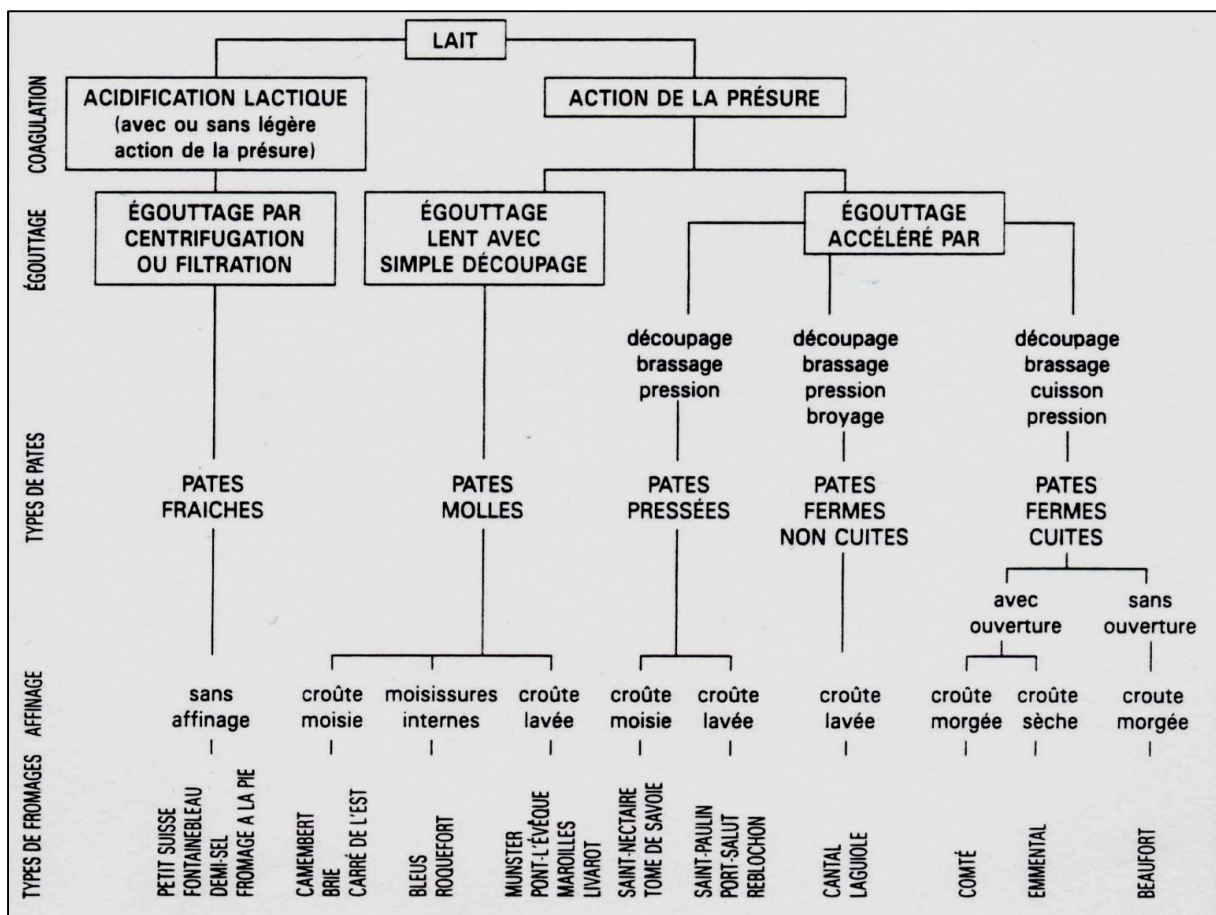 LAIT
COAGULATION
ACIDIFICATION LACTIQUE
(avec ou sans légère
action de la présure)
ACTION DE LA PRÉSURE
ÉGOUTTAGE
ÉGOUTTAGE PAR
CENTRIFUGATION
OU FILTRATION
ÉGOUTTAGE
LENT AVEC
SIMPLE DÉCOUPAGE
ÉGOUTTAGE
ACCÉLÉRÉ PAR
découpage
brassage
pression
découpage
brassage
pression
broyage
découpage
brassage
cuisson
pression
TYPES DE PATES
PATES
FRAICHES
PATES
MOLLES
PATES
PRESSÉES
PATES
FERMES
NON CUITES
PATES
FERMES
CUITES
avec
ouverture
sans
ouverture
AFFINAGE
sans
affinage
croûte
moisie
moisissures
internes
croûte
lavée
croûte
moisie
croûte
lavée
croûte
lavée
croûte
morgée
croûte
sèche
croute
morgée
TYPES DE FROMAGES
PETIT SUISSE
FONTAINEBLEAU
DEMI-SEL
FROMAGE A LA PIE
CAMEMBERT
BRIE
CARRÉ DE L'EST
BLEUS
ROQUEFORT
MUNSTER
PONT-L'ÉVÊQUE
MAROILLES
LIVAROT
SAINT-NECTAIRE
TOME DE SAVOIE
SAINT-PAULIN
PORT-SALUT
REBLOCHON
CANTAL
LAGUIOLE
COMTÉ
EMMENTAL
BEAUFORT